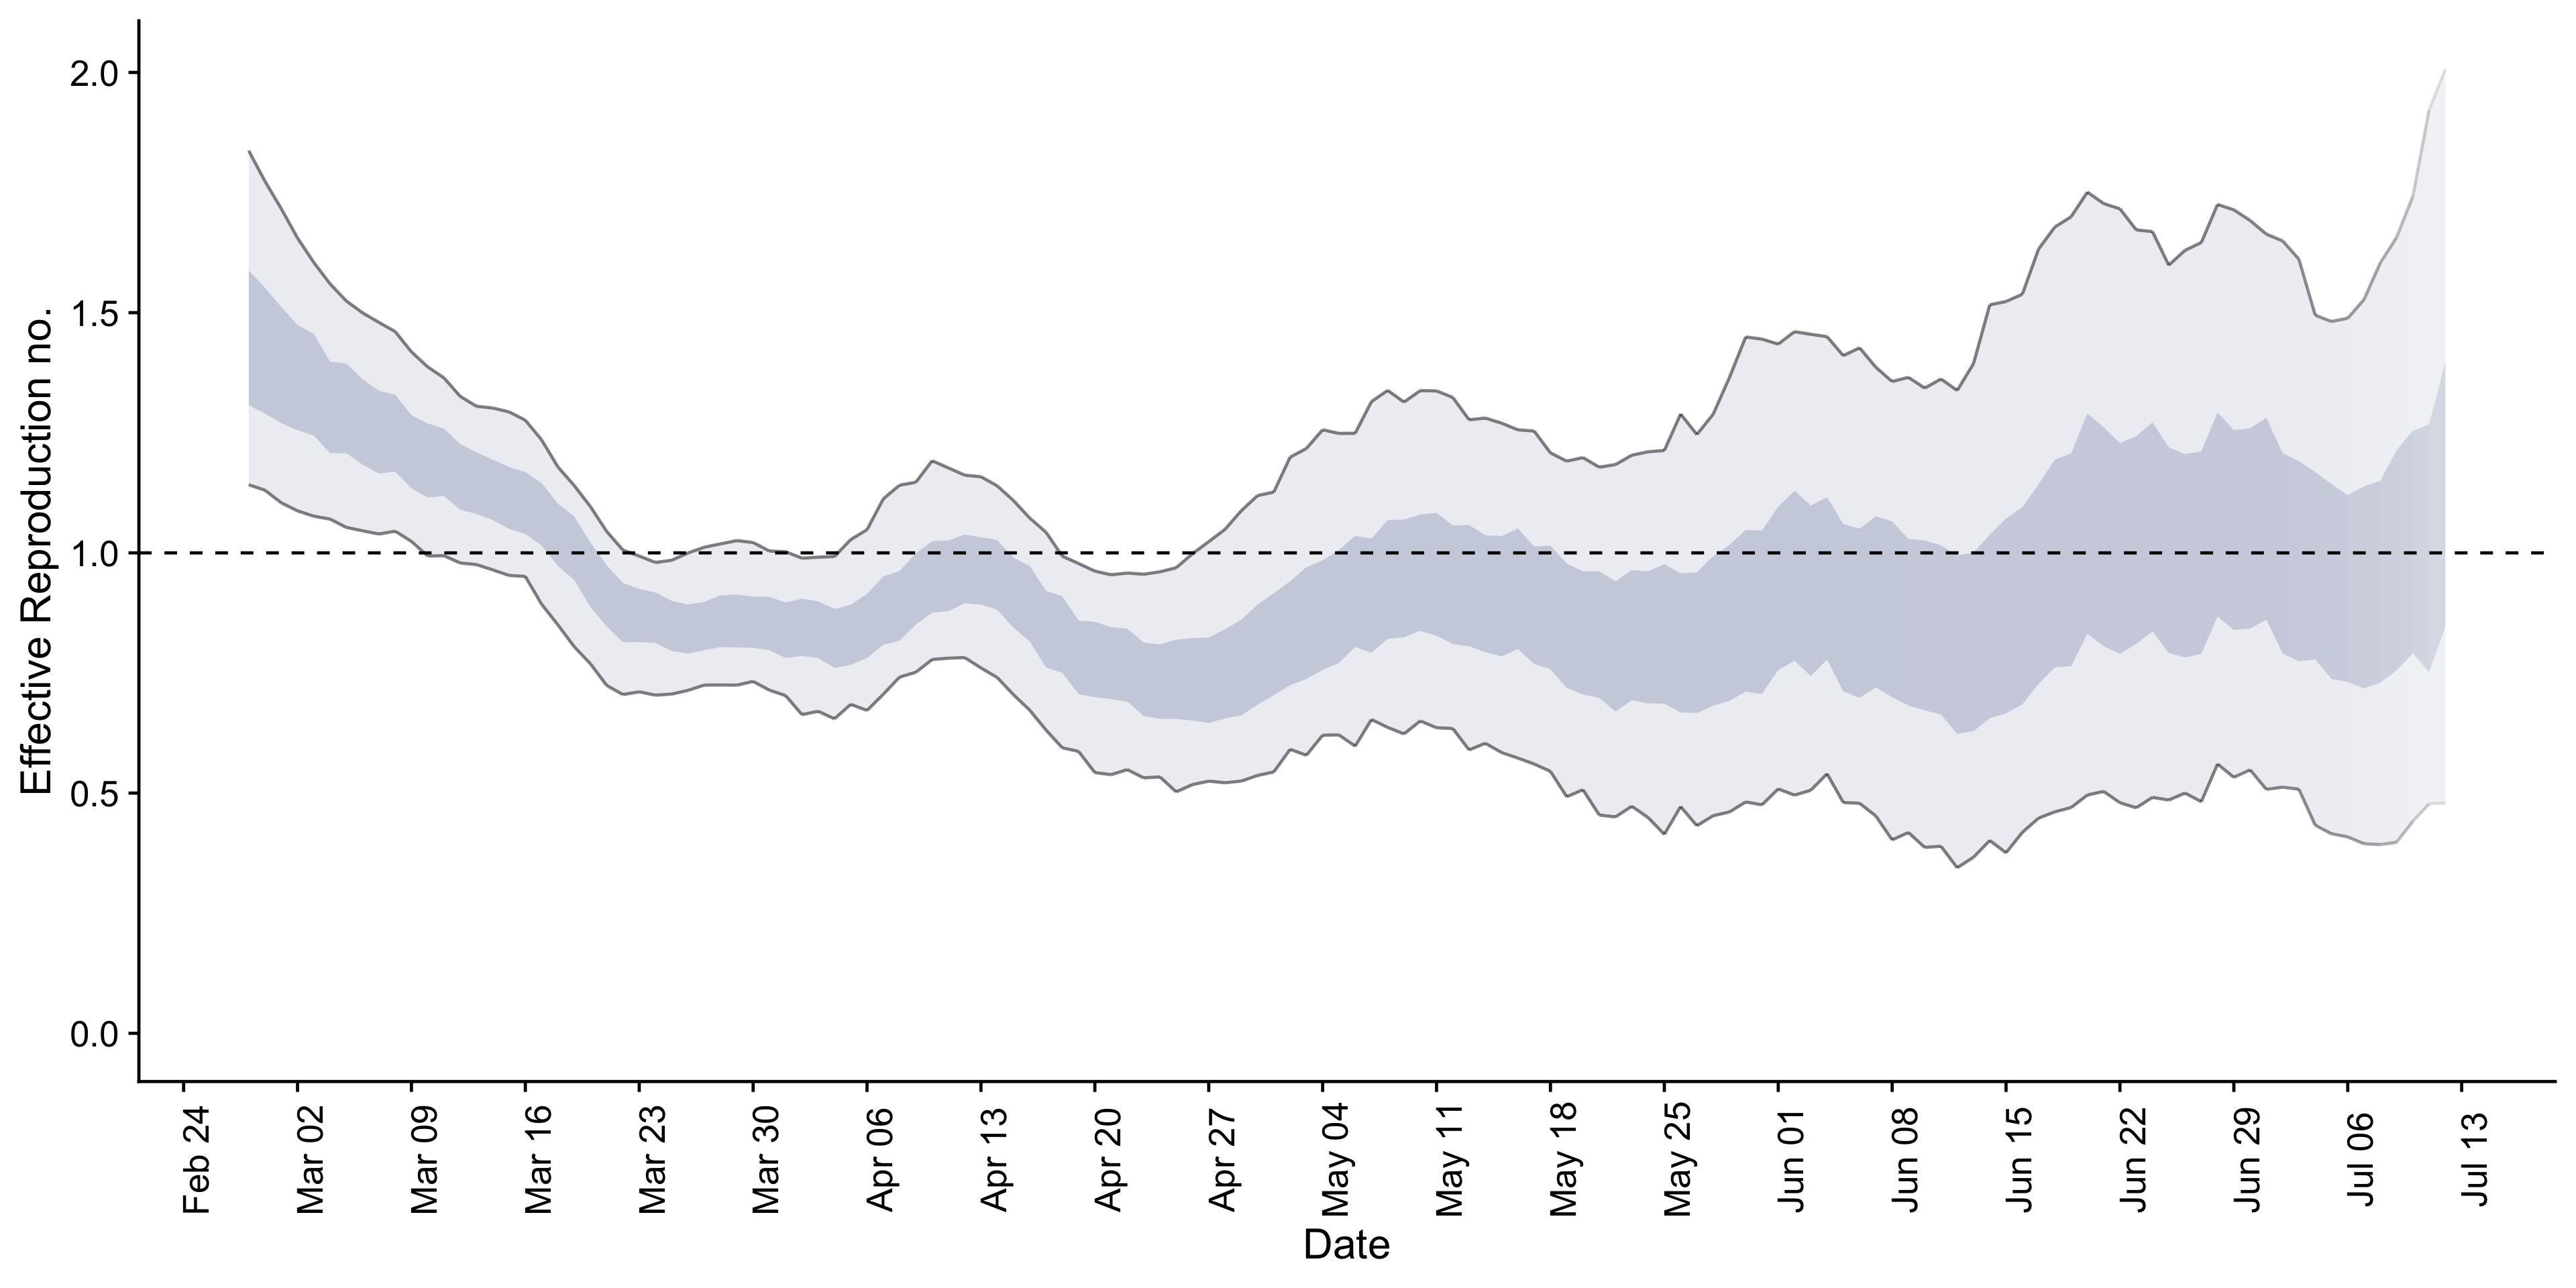 Effective Reproduction no.
2.0
1.5
1.0
0.5
0.0
Feb 24
Mar 02
Mar 09
Mar 16
Mar 23
Mar 30
Apr 06
Apr 13
Apr 20
Apr 27
May 04
May 11
May 18
May 25
Jun 01
Jun 08
Jun 15
Jun 22
Jun 29
Jul 06
Jul 13
Date